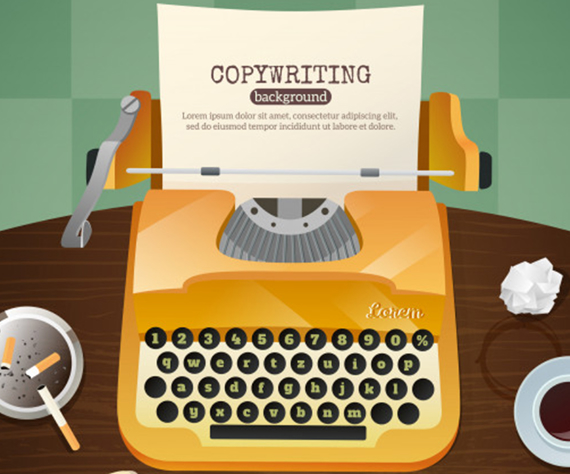 COPYWRITING
background
Lorem ipsum dolor sit amet, consectetur adipiscing elit,
sed do eiusmod tempor incididunt ut labore et dolore.
Lorem
1 2 3 4 5 6 7 8 9 0 %
q w e r t z u i o p
a s d f g h j k l
y x c v b n m